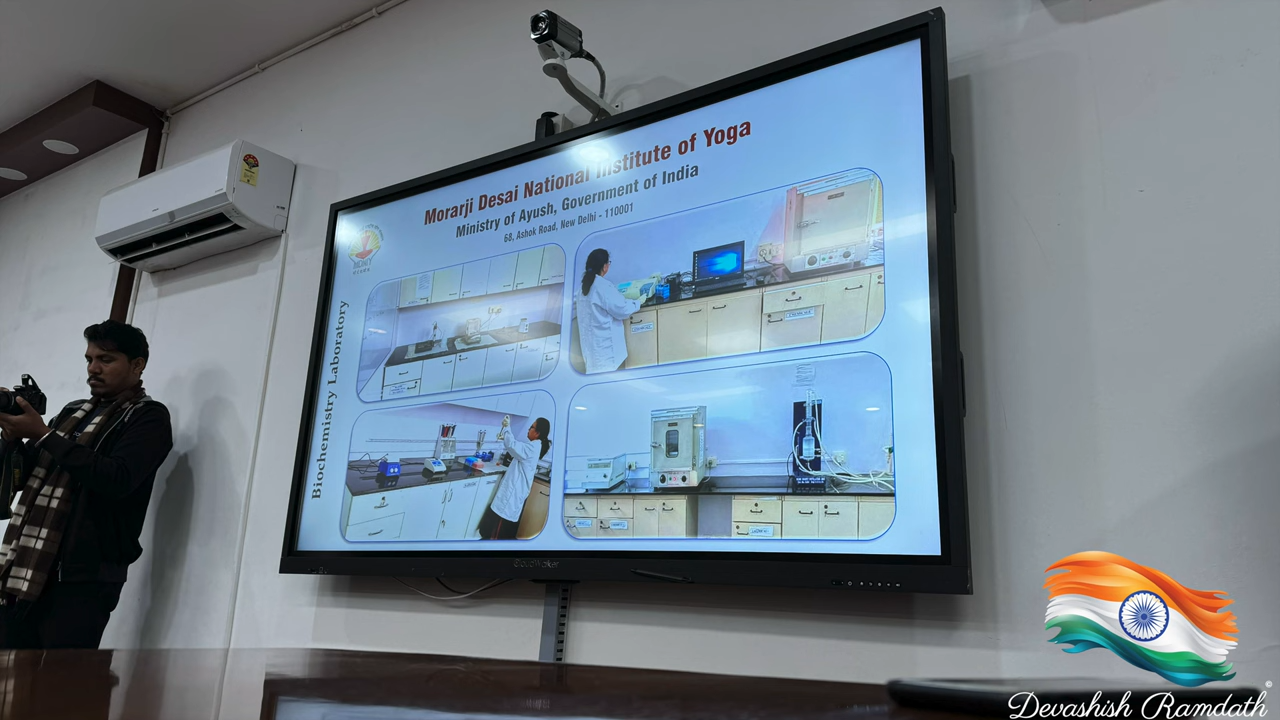 Morarji Desai National Institute of Yoga
Ministry of Ayush, Government of India
68, Ashok Road, New Delhi - 110001
Biochemistry Laboratory
CloudWalker
Devashish Ramdath
©